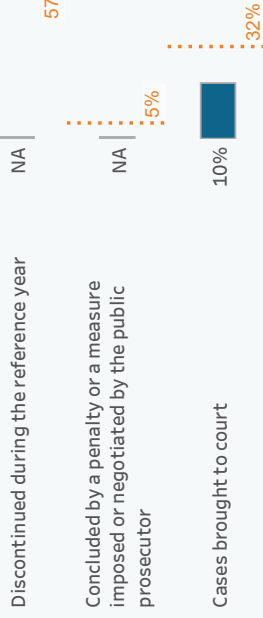 Discontinued during the reference year
NA
57
Concluded by a penalty or a measure
imposed or negotiated by the public
prosecutor
NA
5%
Cases brought to court
10%
32%